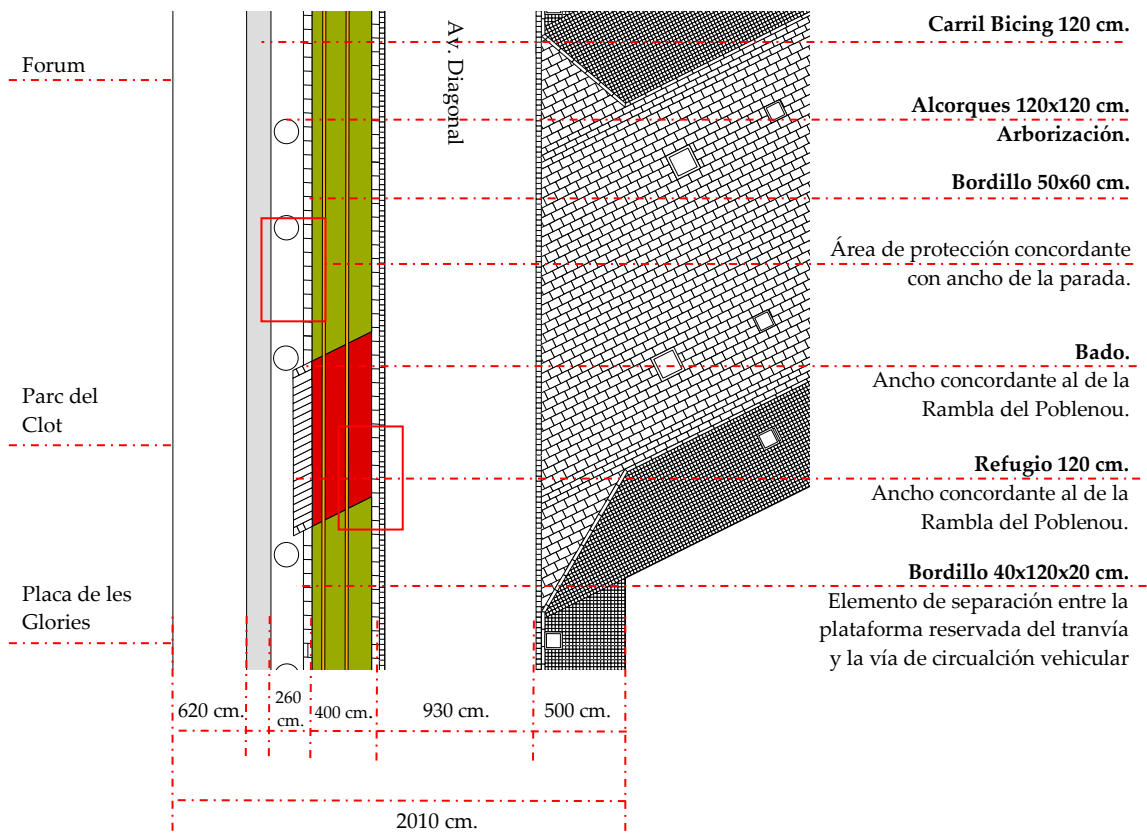 Forum
Parc del
Clot
Placa de les
Glories
Av. Diagonal
Carril Bicing 120 cm.
Alcorques 120x120 cm.
Arborización.
Bordillo 50x60 cm.
Área de protección concordante
con ancho de la parada.
Bado.
Ancho concordante al de la
Rambla del Poblenou.
Refugio 120 cm.
Ancho concordante al de la
Rambla del Poblenou.
Bordillo 40x120x20 cm.
Elemento de separación entre la
plataforma reservada del tranvía
y la vía de circualción vehicular
620 cm.
260
cm.
400 cm.
930 cm.
500 cm.
2010 cm.